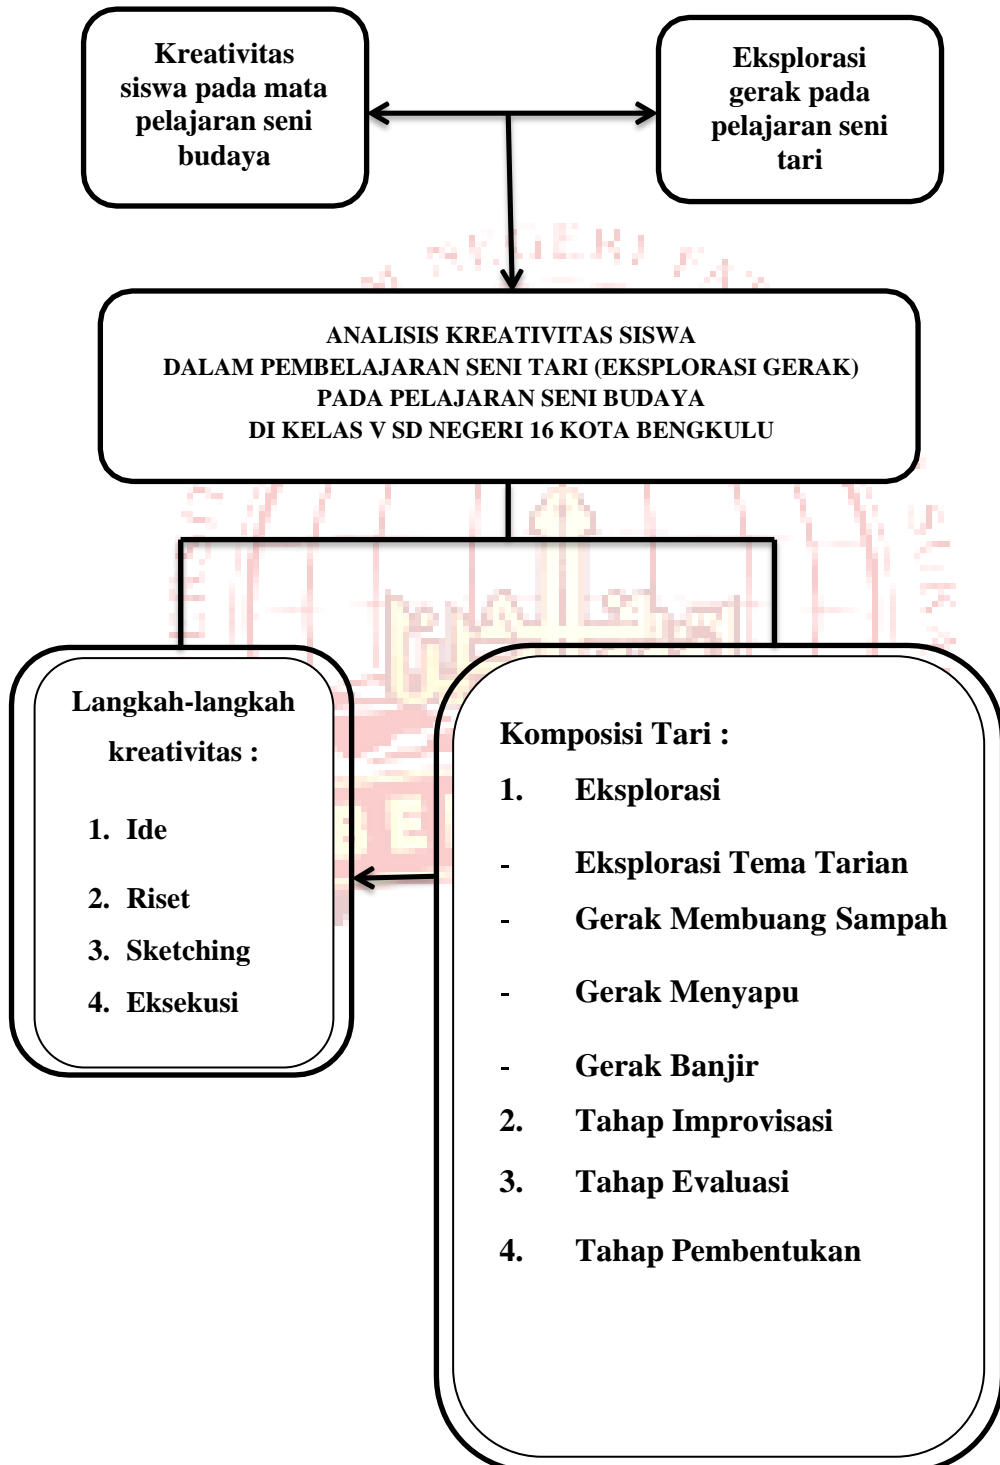 Kreativitas
siswa pada mata
pelajaran seni
budaya
Eksplorasi
gerak pada
pelajaran seni
tari
ANALISIS KREATIVITAS SISWA
DALAM PEMBELAJARAN SENI TARI (EKSPLORASI GERAK)
PADA PELAJARAN SENI BUDAYA
DI KELAS V SD NEGERI 16 KOTA BENGKULU
Langkah-langkah
kreativitas :
1. Ide
2. Riset
3. Sketching
4. Eksekusi
Komposisi Tari :
1. Eksplorasi
- Eksplorasi Tema Tarian
- Gerak Membuang Sampah
- Gerak Menyapu
- Gerak Banjir
2. Tahap Improvisasi
3. Tahap Evaluasi
4. Tahap Pembentukan